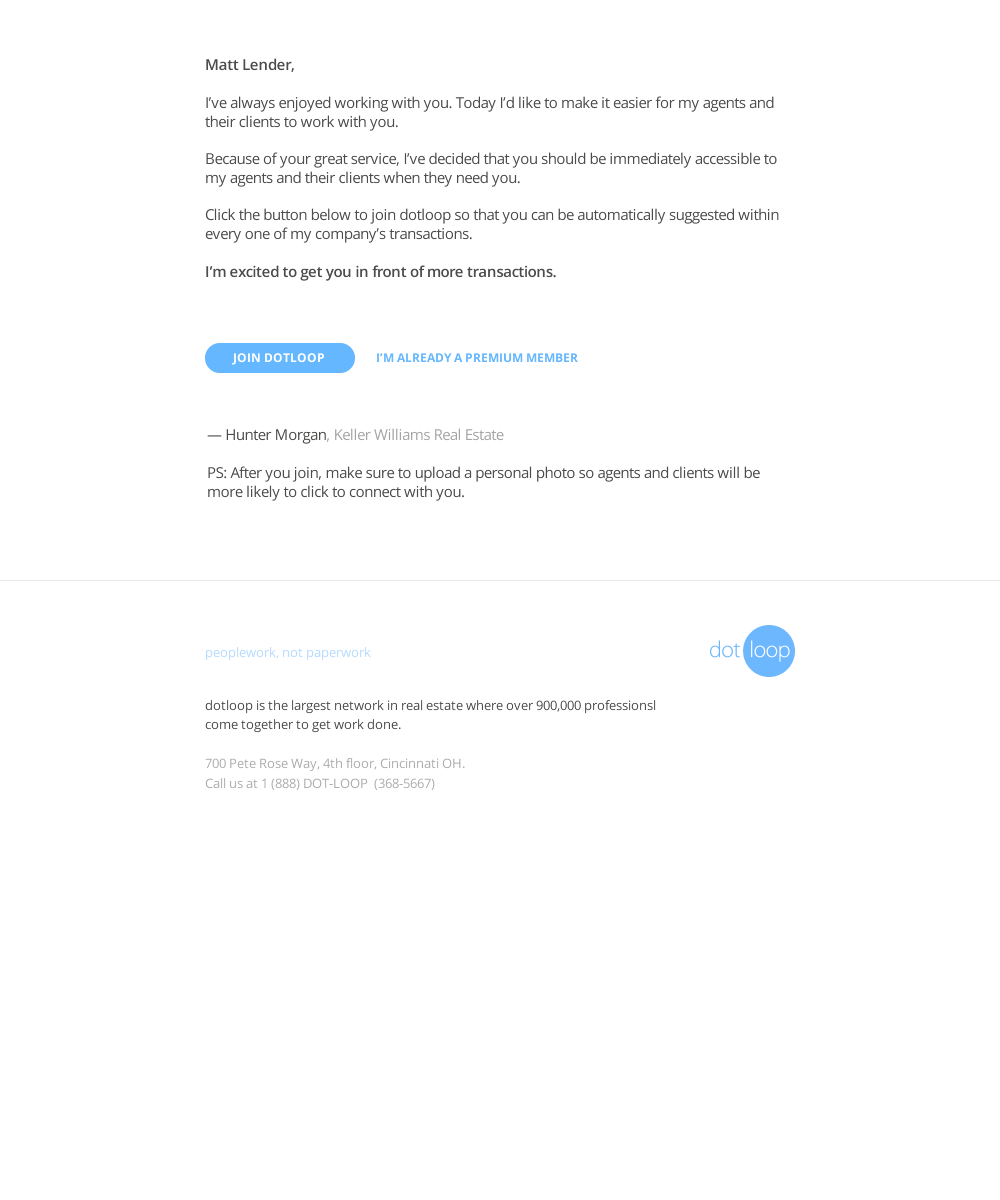 Matt Lender,
I’ve always enjoyed working with you. Today I’d like to make it easier for my agents and
their clients to work with you.
Because of your great service, I’ve decided that you should be immediately accessible to
my agents and their clients when they need you.
Click the button below to join dotloop so that you can be automatically suggested within
every one of my company’s transactions.
I’m excited to get you in front of more transactions.
JOIN DOTLOOP I’M ALREADY A PREMIUM MEMBER
— Hunter Morgan, Keller Williams Real Estate
PS: After you join, make sure to upload a personal photo so agents and clients will be
more likely to click to connect with you.
peoplework, not paperwork
dot loop
dotloop is the largest network in real estate where over 900,000 professionsl
come together to get work done.
700 Pete Rose Way, 4th floor, Cincinnati OH.
Call us at 1 (888) DOT-LOOP (368-5667)